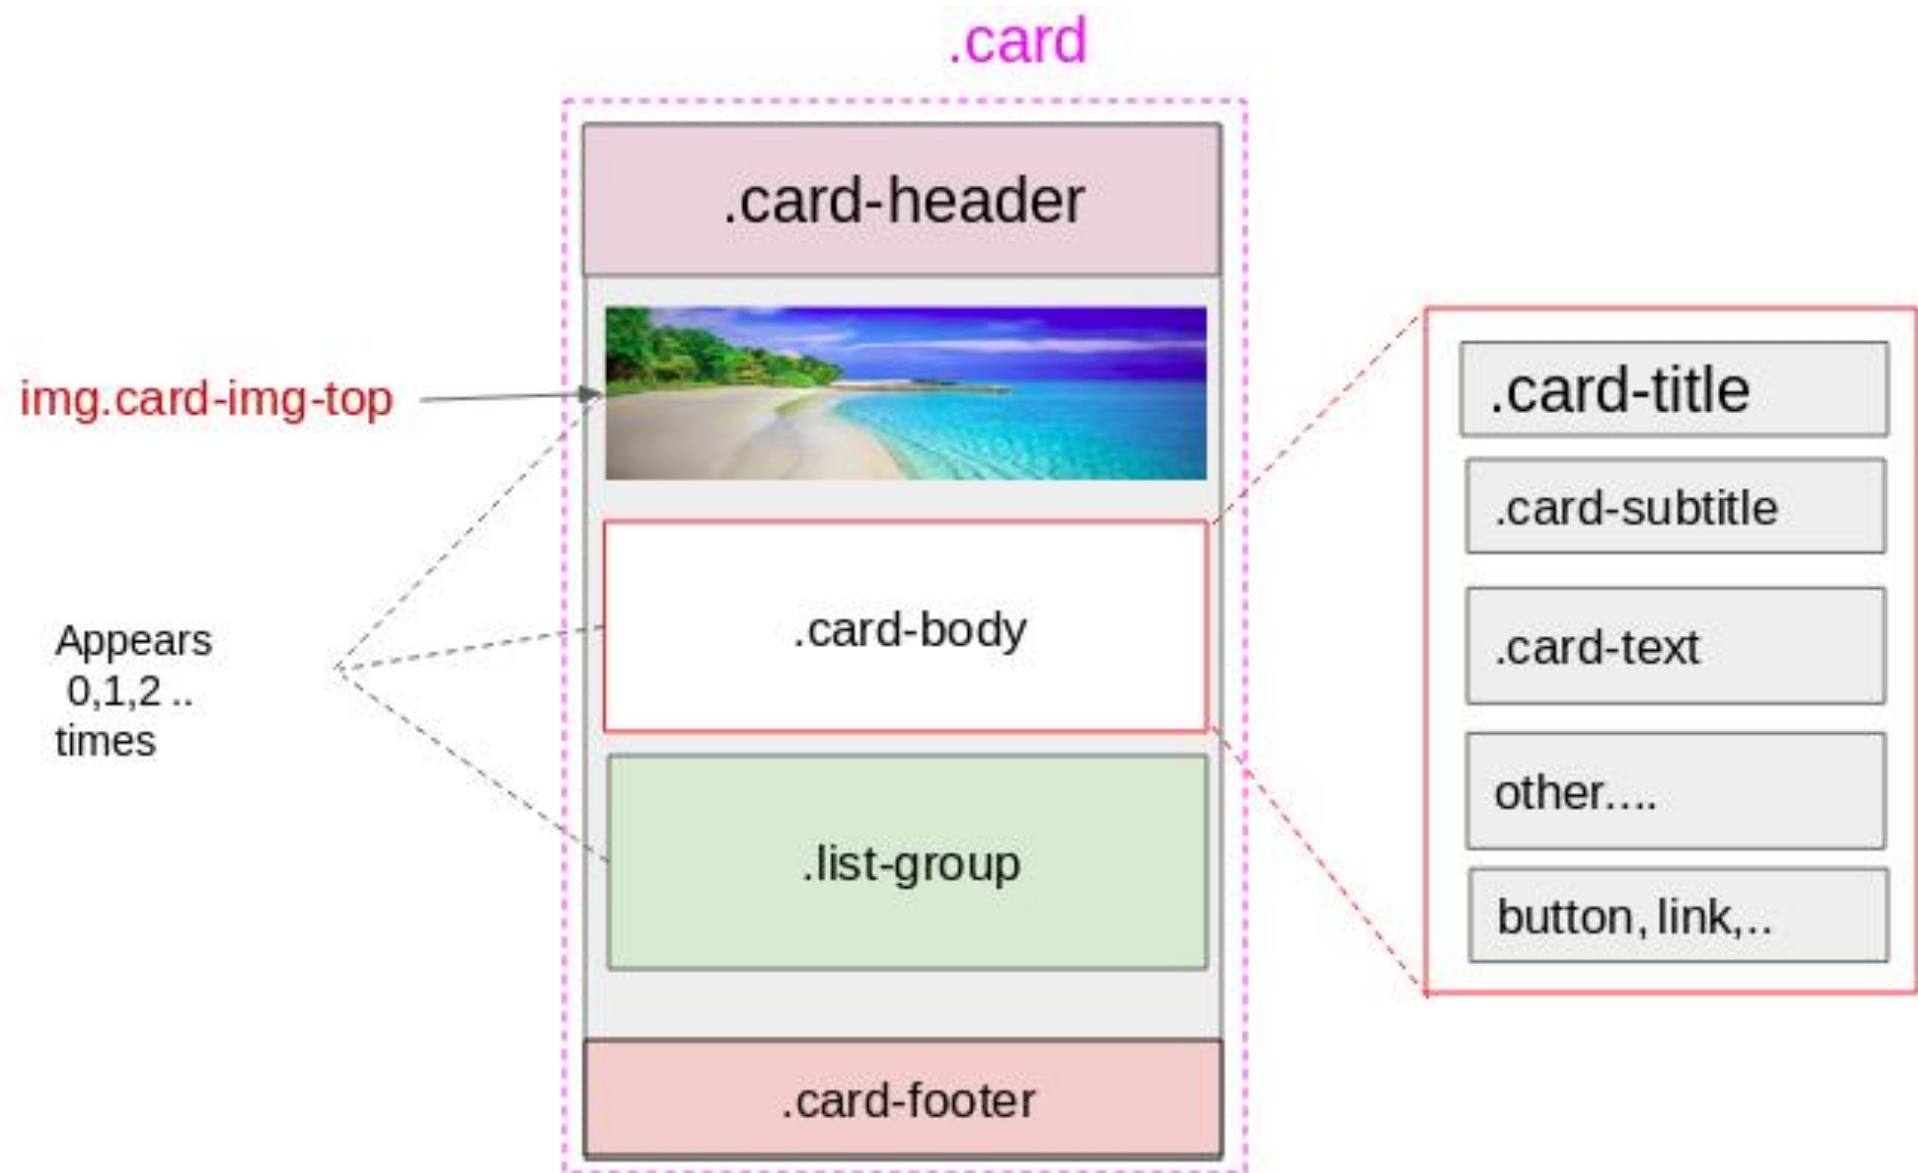 .card
.card-header
img.card-img-top
.card-body
.list-group
.card-footer
Appears
0,1,2 ..
times
.card-title
.card-subtitle
.card-text
other....
button, link,..